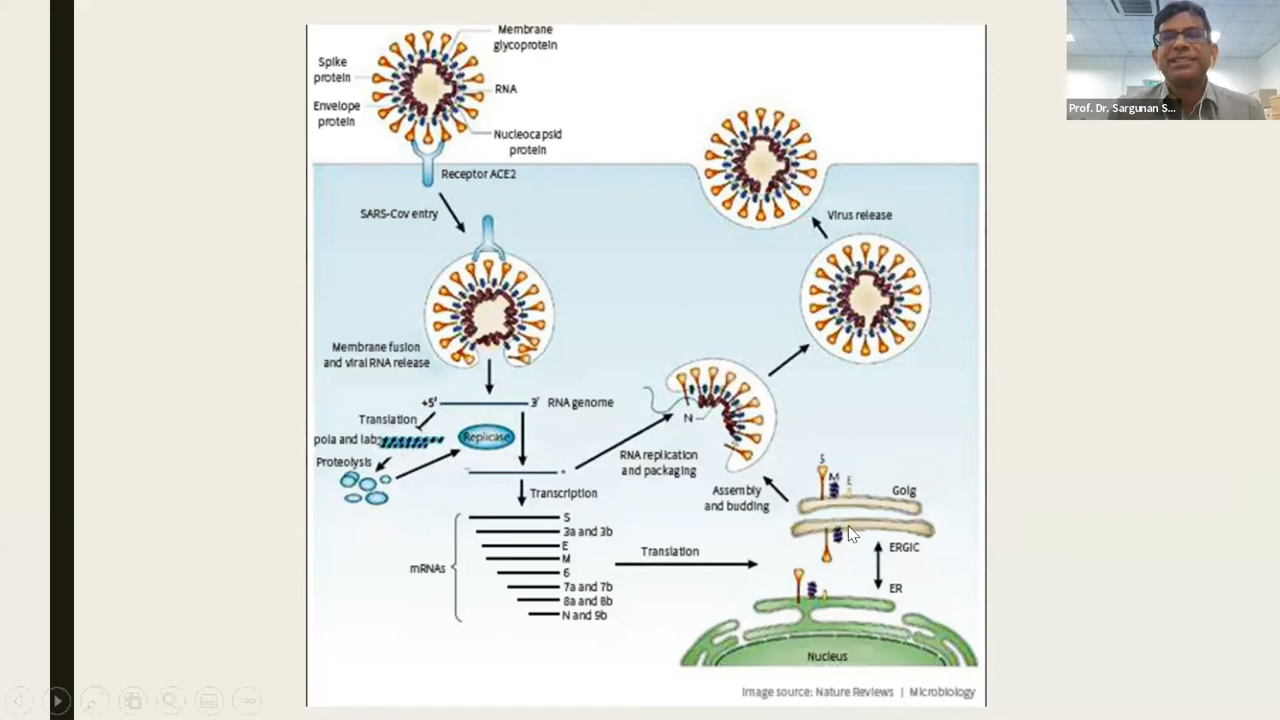 Membrane
glycoprotein
Spike
protein
RNA
Envelope
protein
Nucleocapsid
protein
Receptor ACE2
SARS-Cov entry
Virus release
Membrane fusion
and viral RNA release
+5'
3'
RNA genome
Translation
pola and lab
Replicase
Proteolysis
N
RNA replication
and packaging
Transcription
Assembly
and budding
S
M
E
Golg
ERGIC
ER
Nucleus
mRNAs
S
3a and 3b
E
M
6
7a and 7b
8a and 8b
N and 9b
Translation
Image source: Nature Reviews | Microbiology
Prof. Dr. Sargunan S...